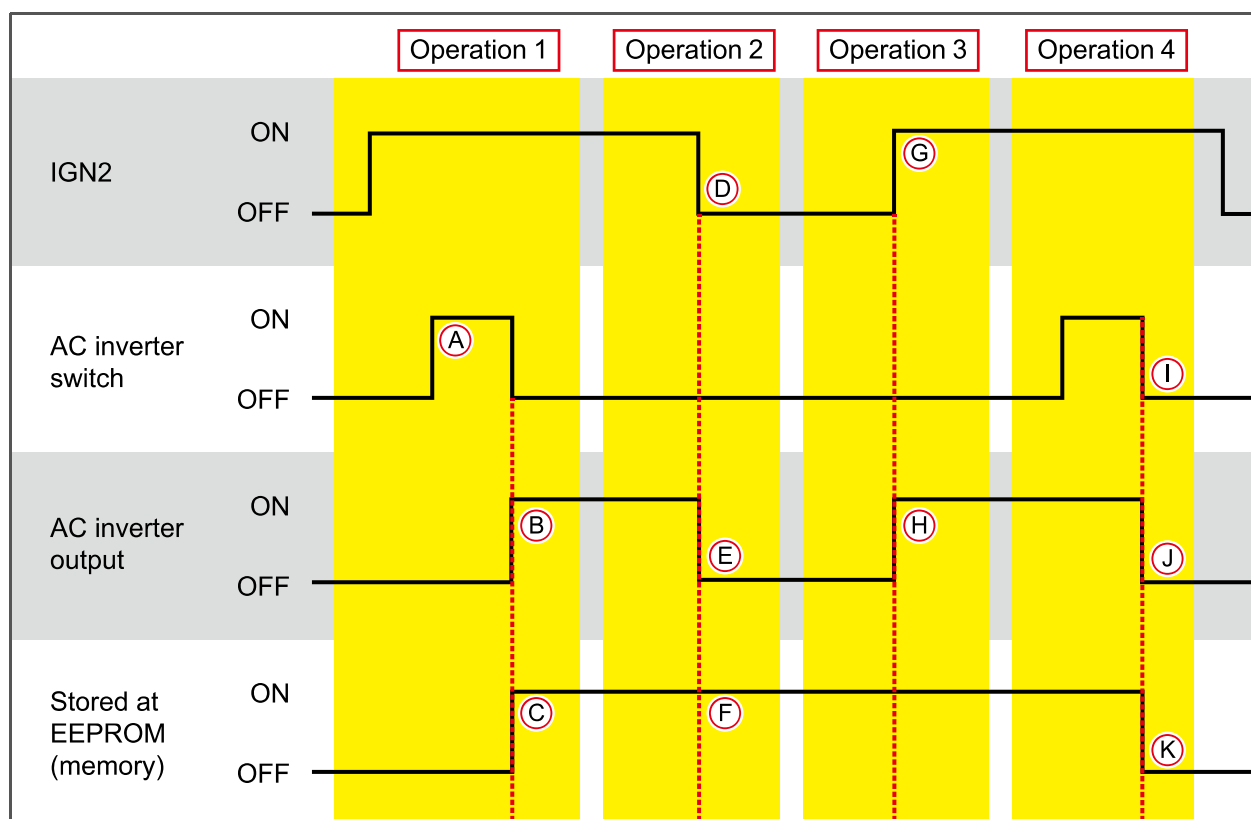 Operation 1 Operation 2 Operation 3 Operation 4
ON
IGN2
OFF
D
G
ON
AC inverter
switch
OFF
A
I
ON
AC inverter
output
OFF
B
E
H
J
ON
Stored at
EEPROM
(memory)
OFF
C
F
K